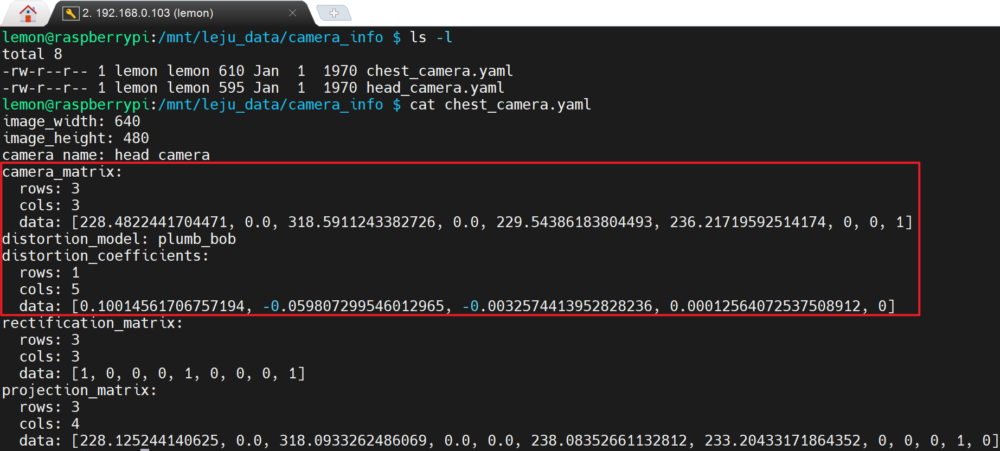 2. 192.168.0.103 (lemon)
lemon@raspberrypi:/mnt/leju_data/camera_info $ ls -l
total 8
-rw-r--r-- 1 lemon lemon 610 Jan  1  1970 chest_camera.yaml
-rw-r--r-- 1 lemon lemon 595 Jan  1  1970 head_camera.yaml
lemon@raspberrypi:/mnt/leju_data/camera_info $ cat chest_camera.yaml
image_width: 640
image_height: 480
camera name: head camera
camera_matrix:
  rows: 3
  cols: 3
  data: [228.4822441704471, 0.0, 318.5911243382726, 0.0, 229.54386183804493, 236.21719592514174, 0, 0, 1]
distortion_model: plumb_bob
distortion_coefficients:
  rows: 1
  cols: 5
  data: [0.10014561706757194, -0.059807299546012965, -0.0032574413952828236, 0.00012564072537508912, 0]
rectification_matrix:
  rows: 3
  cols: 3
  data: [1, 0, 0, 0, 1, 0, 0, 0, 1]
projection_matrix:
  rows: 3
  cols: 4
  data: [228.125244140625, 0.0, 318.0933262486069, 0.0, 0.0, 238.08352661132812, 233.20433171864352, 0, 0, 0, 1, 0]